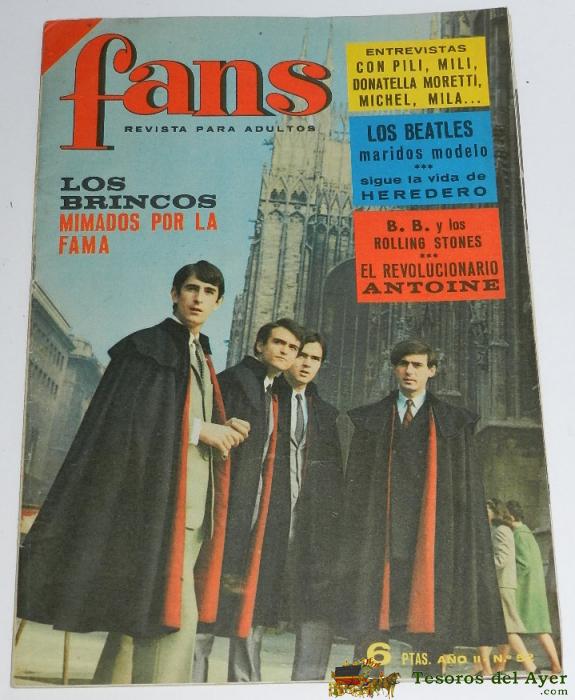 fans
REVISTA PARA ADULTOS
LOS
BRINCOS
MIMADOS POR LA
FAMA
ENTREVISTAS
CON PILI, MILI,
DONATELLA MORETTI,
MICHEL, MILA...
LOS BEATLES
maridos modelo
***
sigue la vida de
HEREDERO
B. B. y los
ROLLING STONES
***
EL REVOLUCIONARIO
ANTOINE
6 PTAS. AÑO II N.º 52
Tesoros del Ayer
.com